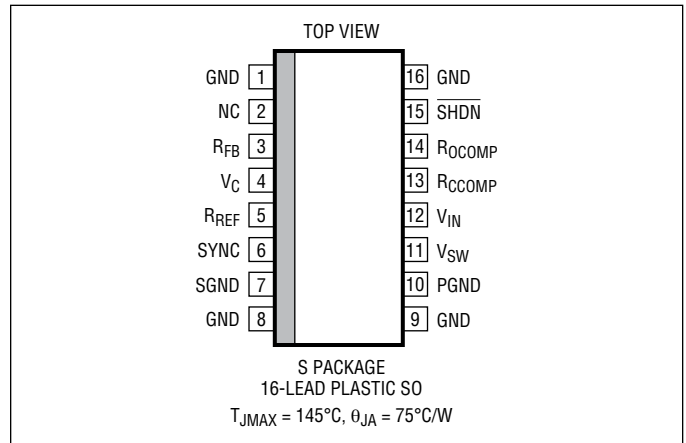 TOP VIEW
GND 1
NC 2
RFB 3
VC 4
RREF 5
SYNC 6
SGND 7
GND 8
16 GND
15 S̅H̅D̅N̅
14 ROCOMP
13 RCCOMP
12 VIN
11 VSW
10 PGND
9 GND
S PACKAGE
16-LEAD PLASTIC SO
TJMAX = 145°C, θJA = 75°C/W